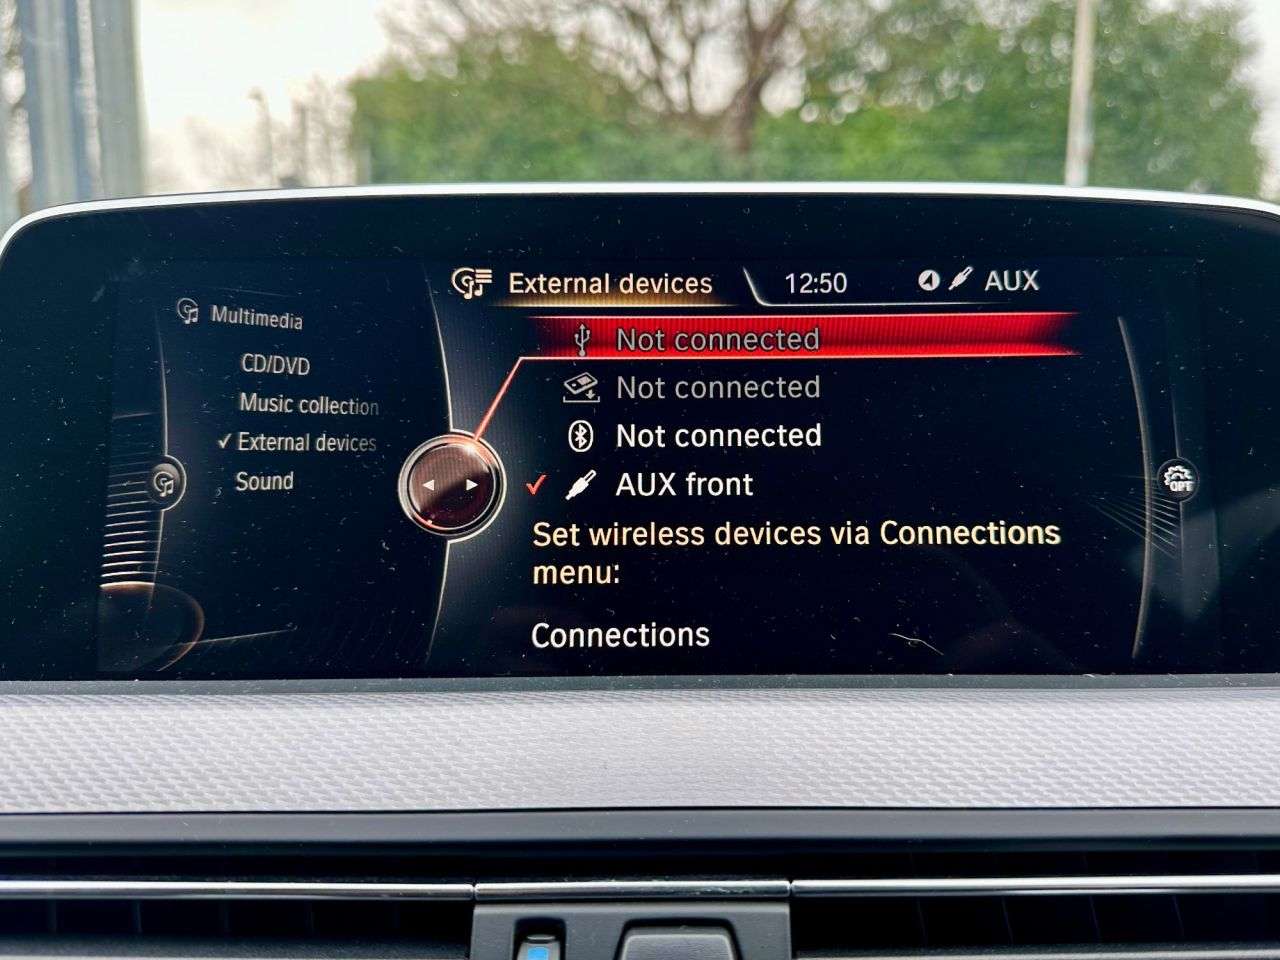 External devices
12:50
AUX
Multimedia
CD/DVD
Music collection
External devices
Sound
Not connected
Not connected
Not connected
AUX front
Set wireless devices via Connections
menu:
Connections
OPT